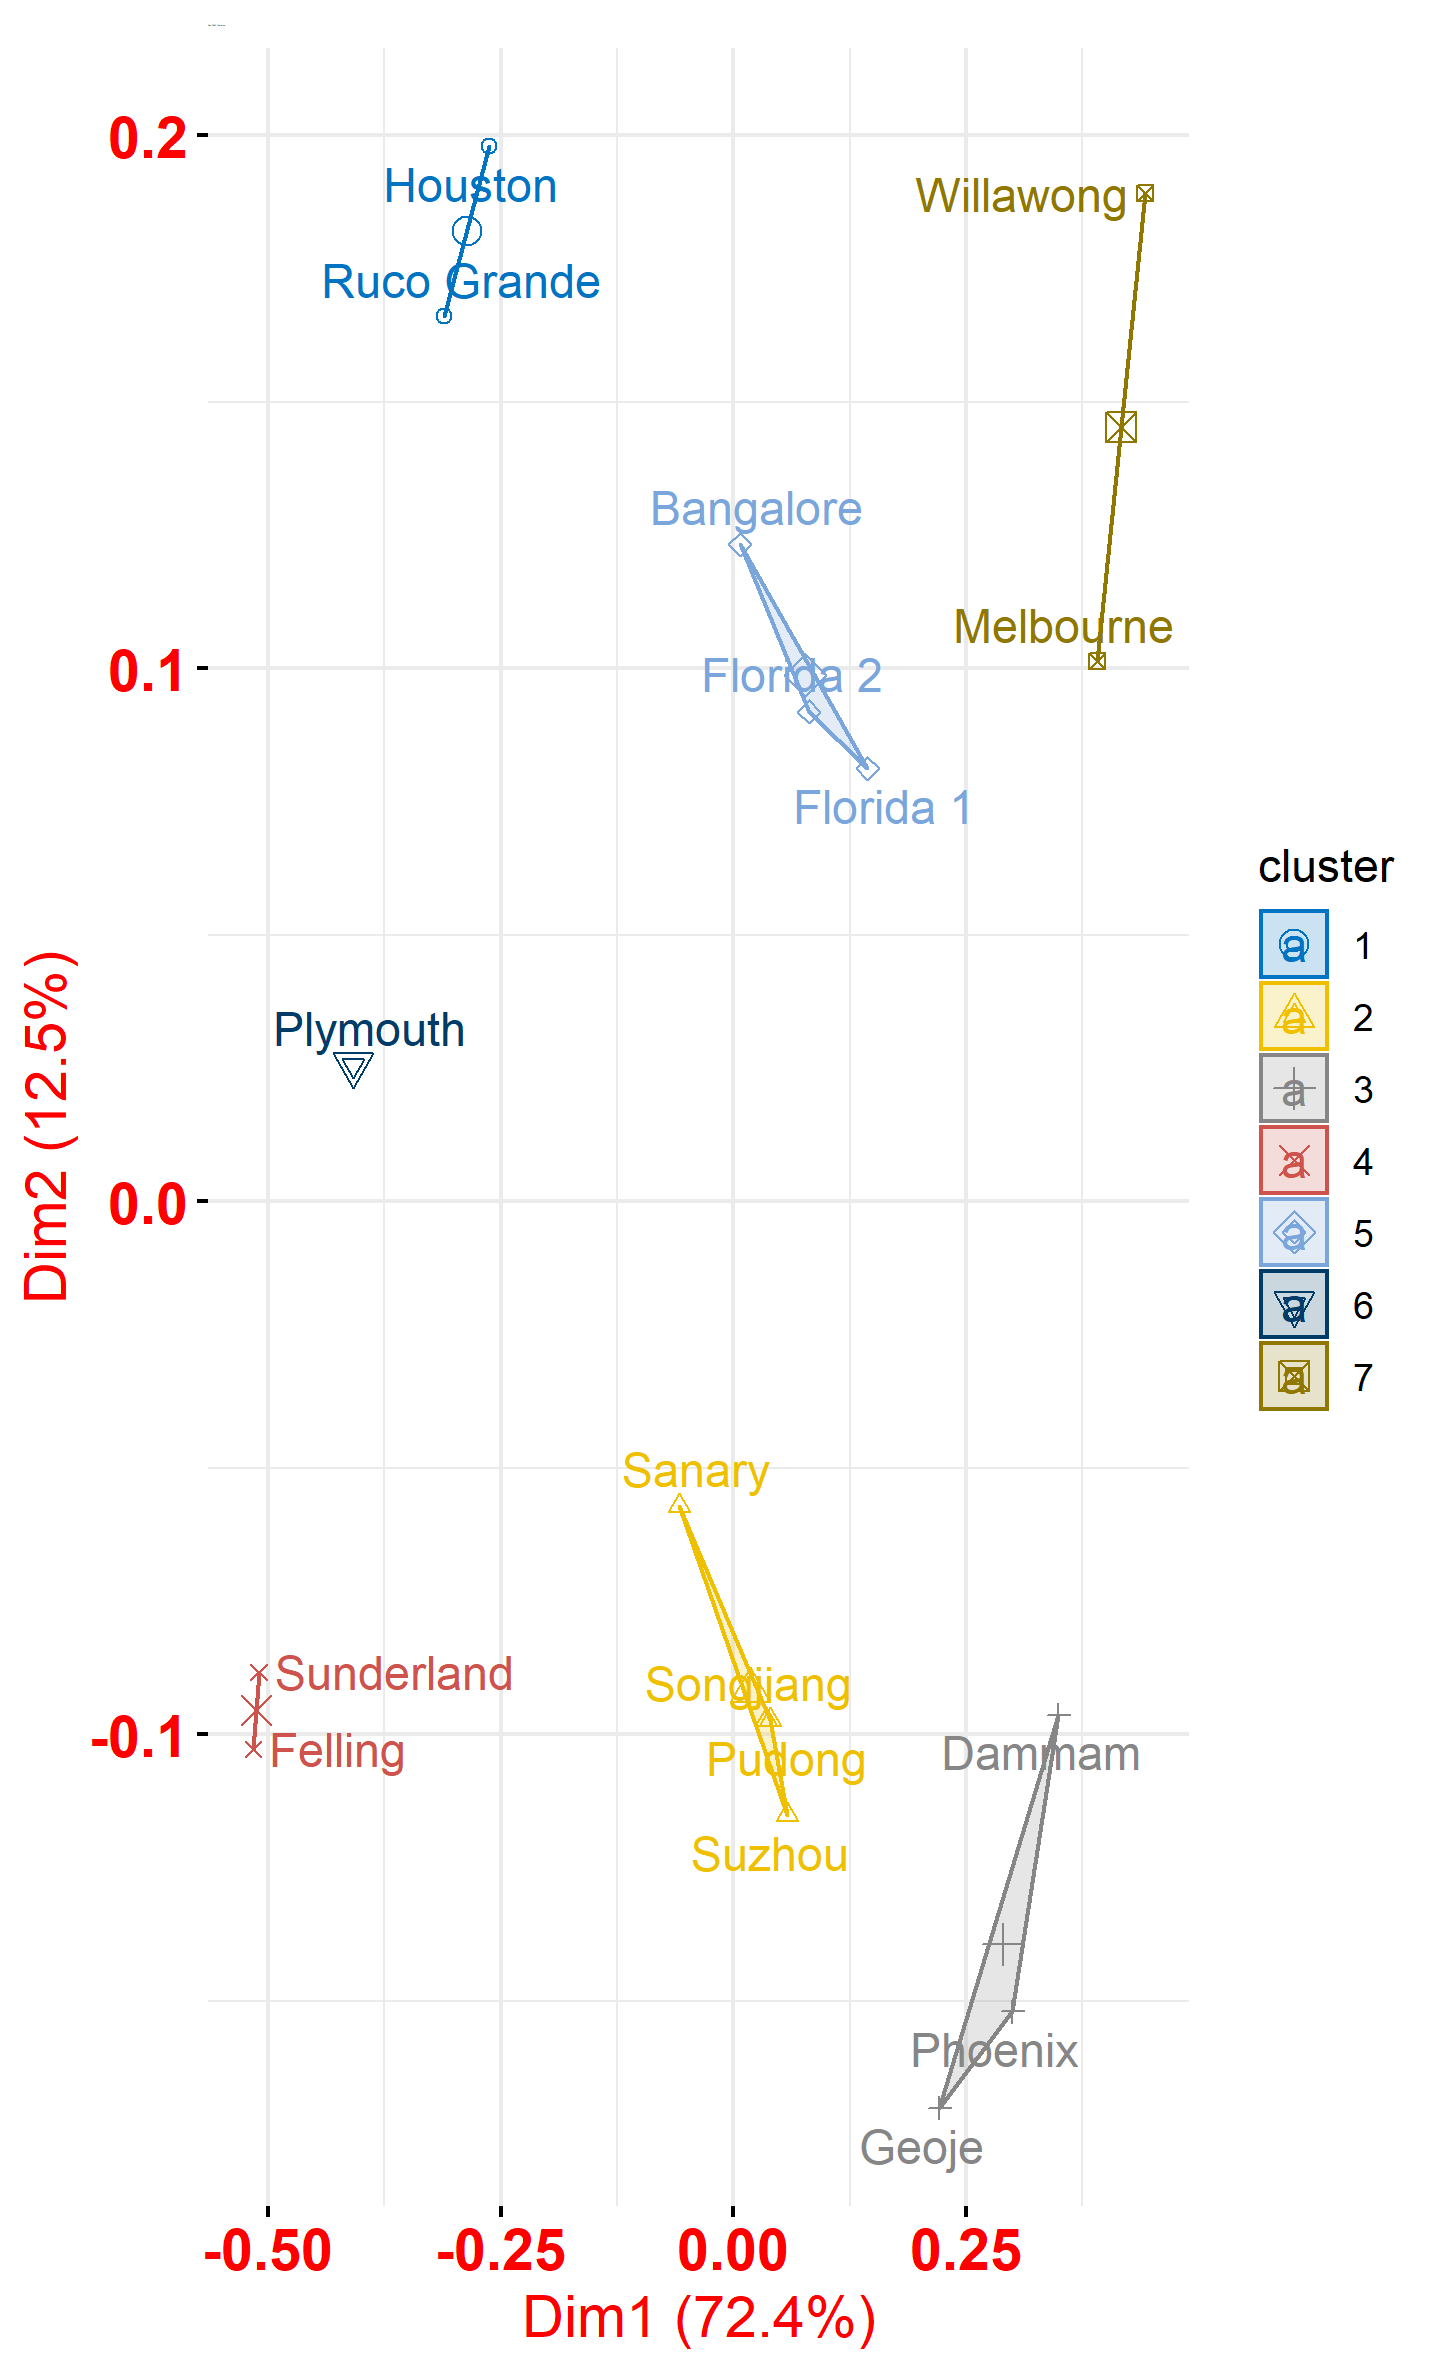 0.2
0.1
0.0
-0.1
Dim2 (12.5%)
Houston
Ruco Grande
Willawong
Bangalore
Melbourne
Florida 2
Florida 1
Plymouth
Sanary
Sunderland
Songjiang
Felling
Pudong
Dammam
Suzhou
Phoenix
Geoje
-0.50 -0.25 0.00 0.25
Dim1 (72.4%)
cluster
a 1
a 2
a 3
a 4
a 5
a 6
a 7